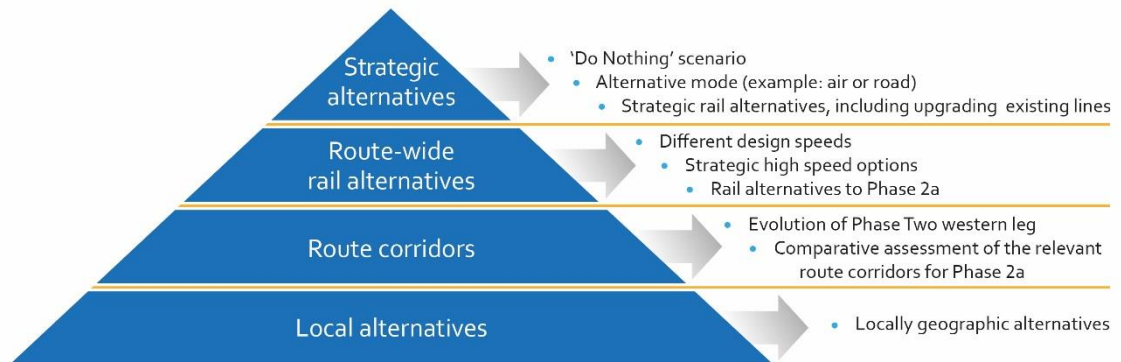 Strategic
alternatives
• 'Do Nothing' scenario
• Alternative mode (example: air or road)
• Strategic rail alternatives, including upgrading existing lines
Route-wide
rail alternatives
• Different design speeds
• Strategic high speed options
• Rail alternatives to Phase 2a
Route corridors
• Evolution of Phase Two western leg
• Comparative assessment of the relevant
route corridors for Phase 2a
Local alternatives
• Locally geographic alternatives